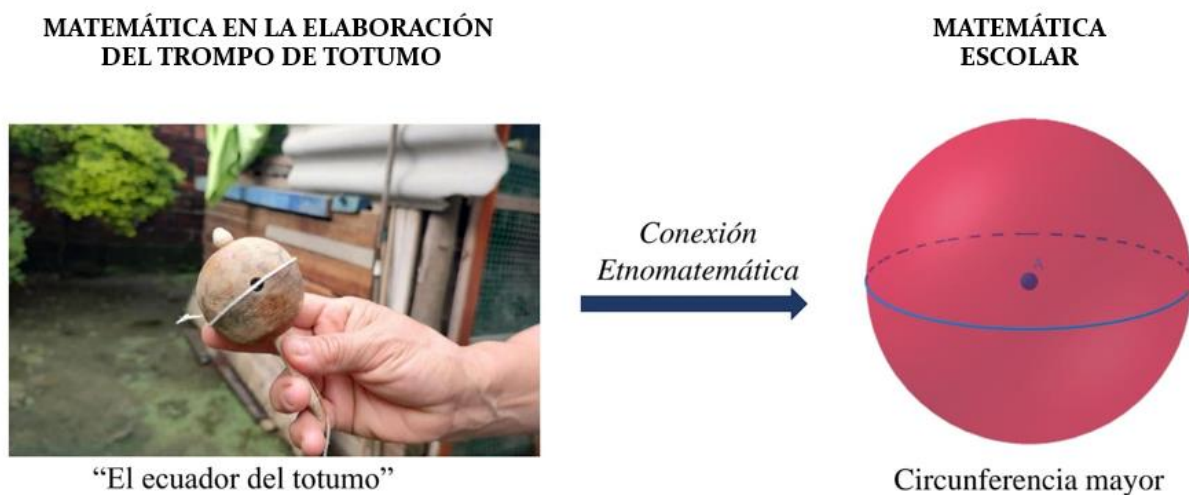 MATEMÁTICA EN LA ELABORACIÓN
DEL TROMPO DE TOTUMO
MATEMÁTICA
ESCOLAR
Conexión
Etnomatemática
A
“El ecuador del totumo”
Circunferencia mayor